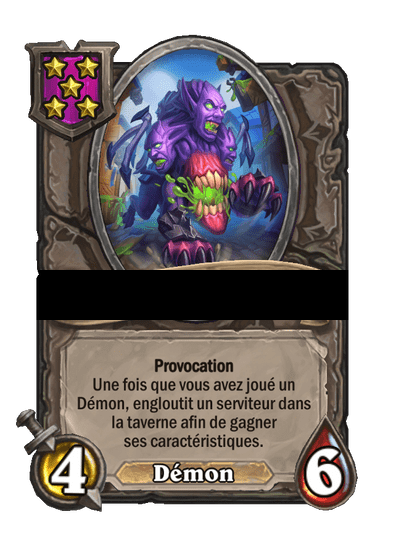 Provocation
Une fois que vous avez joué un
Démon, engloutit un serviteur dans
la taverne afin de gagner
ses caractéristiques.
4
Démon
6